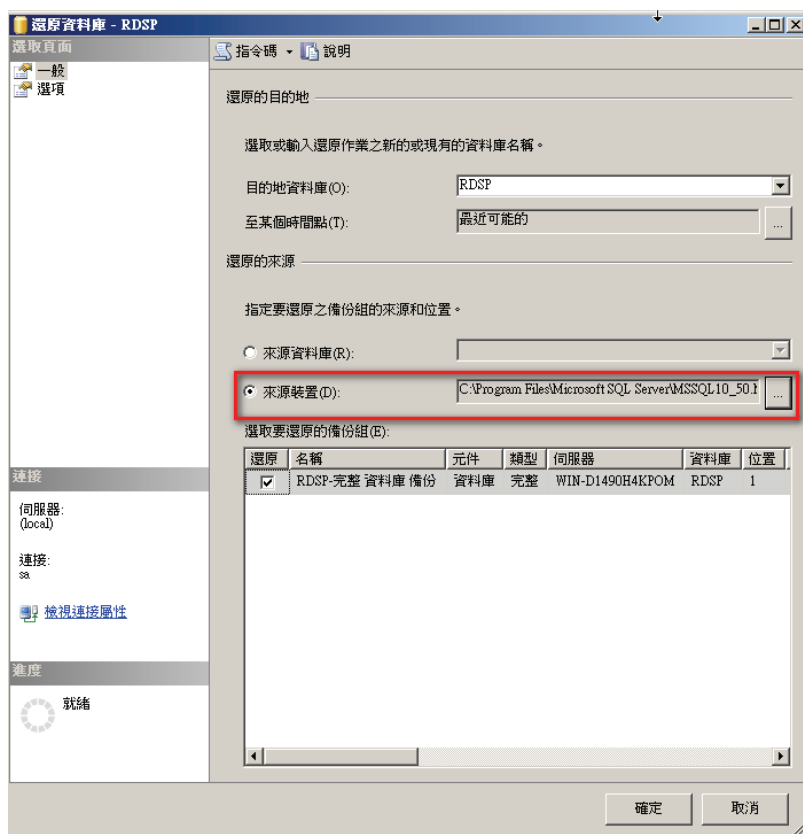 還原資料庫 - RDSP
選取頁面
一般
選項
指令碼 說明
還原的目的地
選取或輸入還原作業之新的或現有的資料庫名稱。
目的地資料庫(O): RDSP
至某個時間點(T): 最近可能的 ...
還原的來源
指定要還原之備份組的來源和位置。
來源資料庫(R):
來源裝置(D): C:\Program Files\Microsoft SQL Server\MSSQL10_50. ...
選取要還原的備份組(E):
還原 名稱 元件 類型 伺服器 資料庫 位置
RDSP-完整 資料庫 備份 資料庫 完整 WIN-D1490H4KPOM RDSP 1
連接
伺服器:
(local)
連接:
sa
檢視連接屬性
進度
就緒
確定 取消